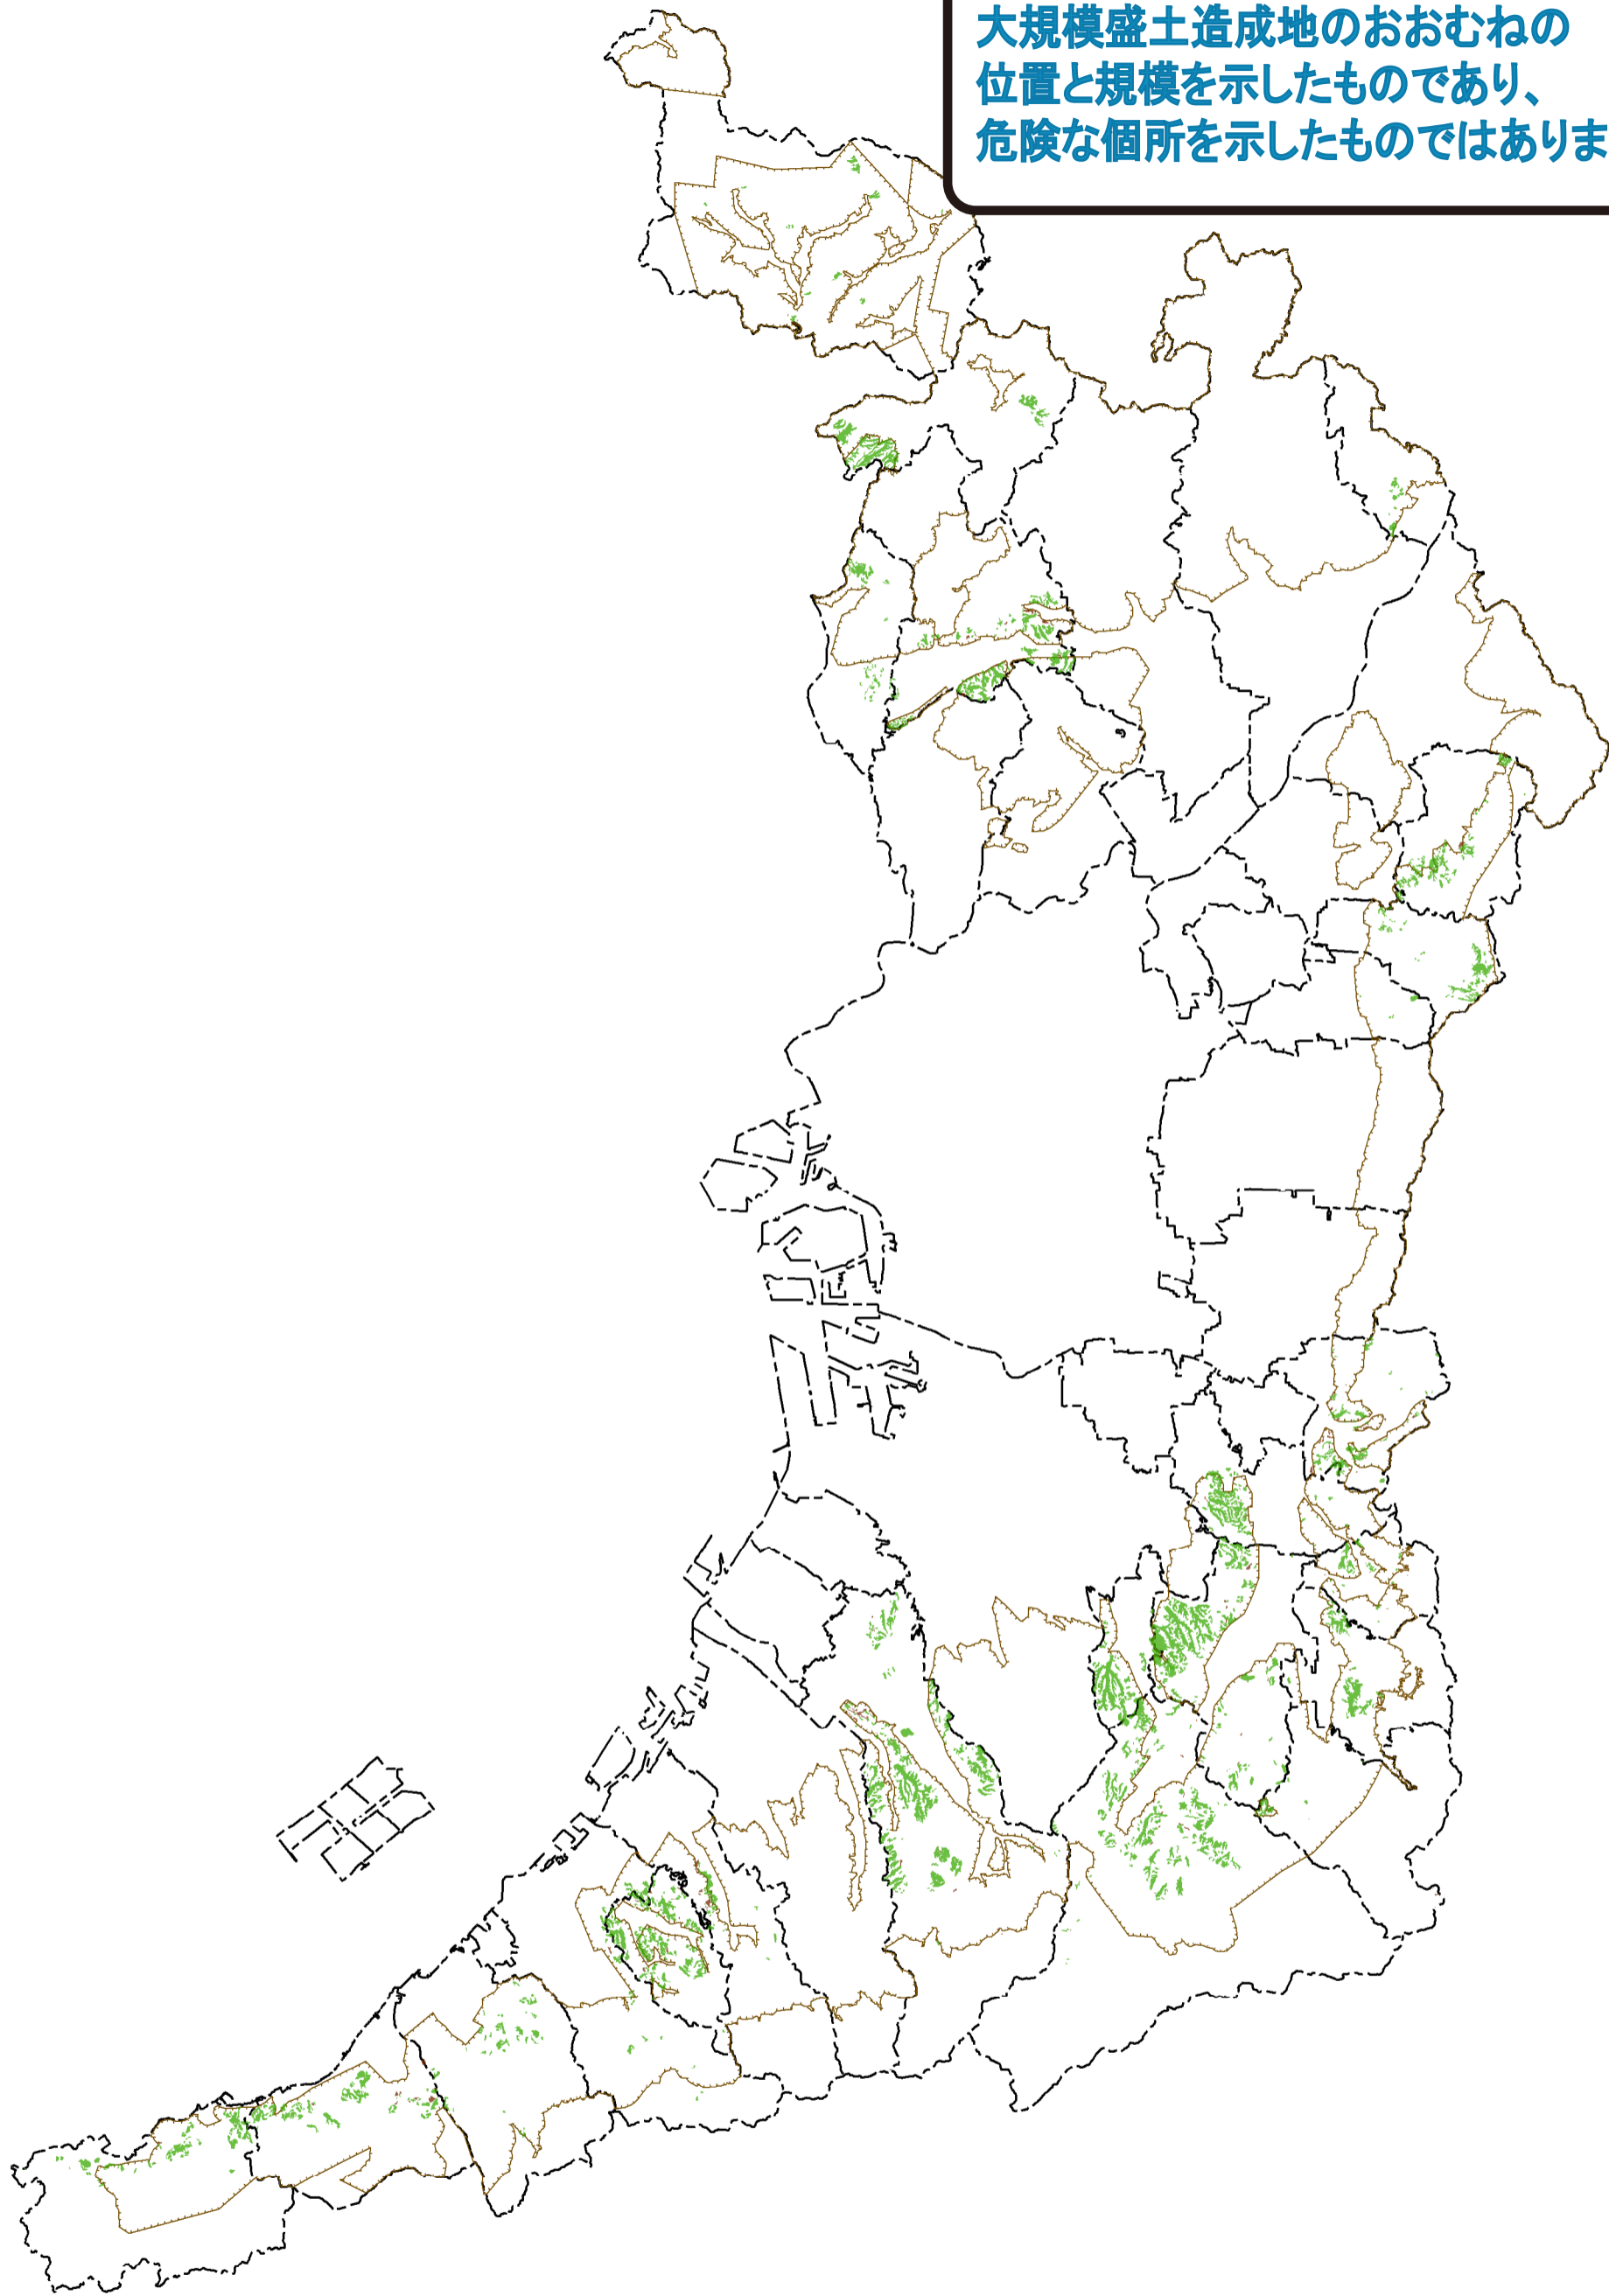 大規模盛土造成地のおおむねの
位置と規模を示したものであり、
危険な個所を示したものではありま